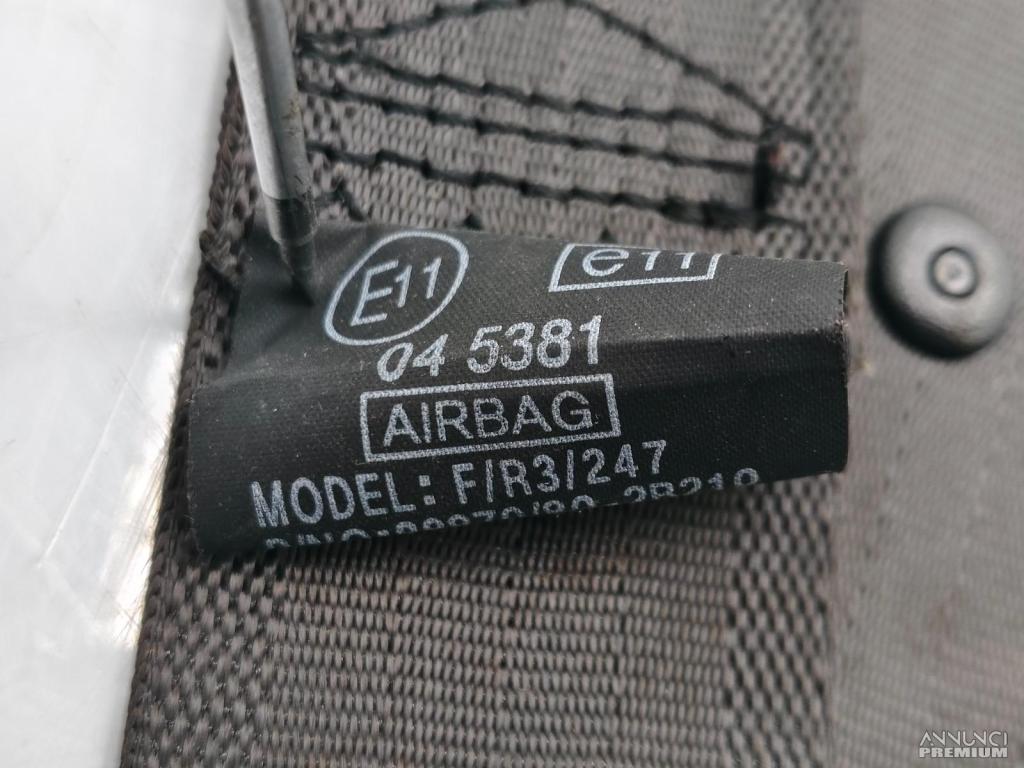 E11 e11
04 5381
AIRBAG
MODEL: F/R3/247
ANNUNCI
PREMIUM